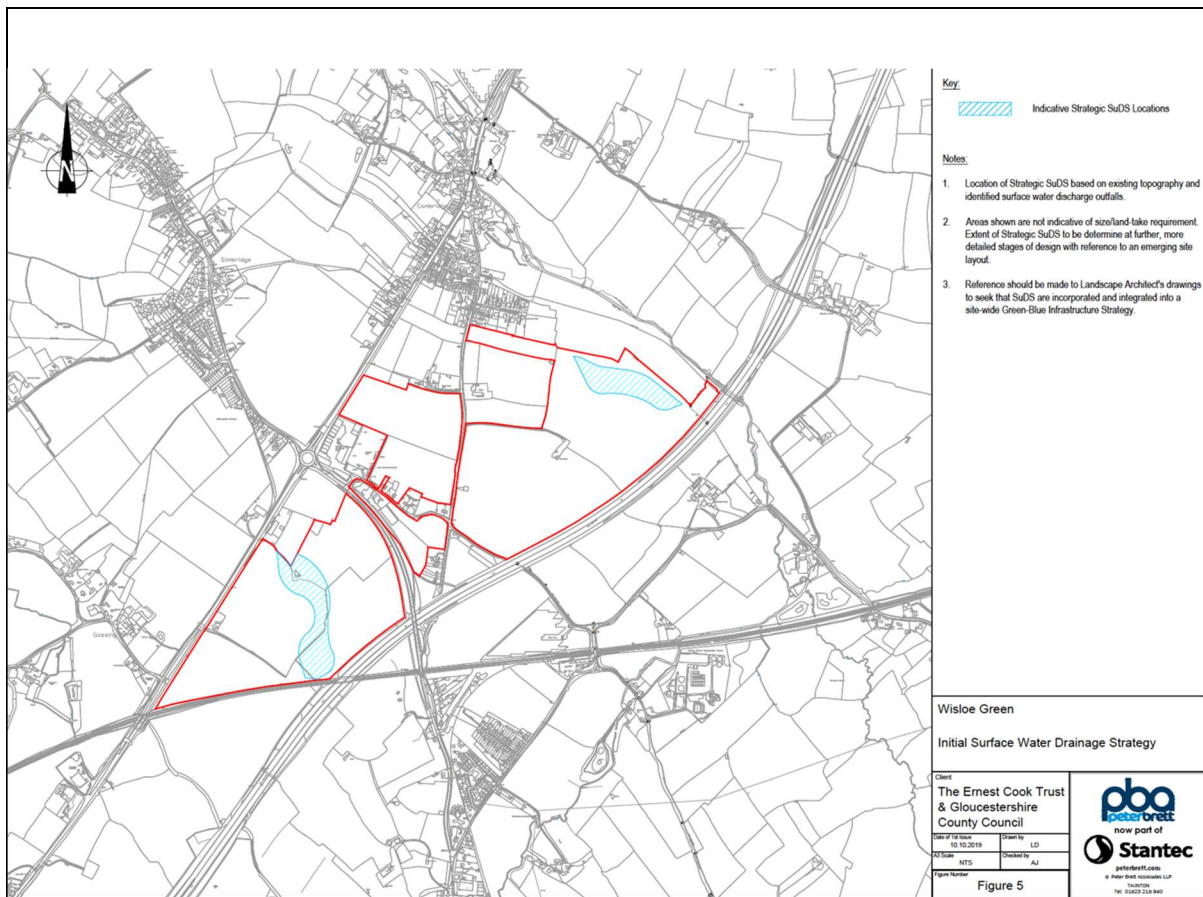 N
Cambridge
Slimbridge
Key:
Indicative Strategic SuDS Locations
Notes:
1. Location of Strategic SuDS based on existing topography and
identified surface water discharge outfalls.
2. Areas shown are not indicative of size/land-take requirement.
Extent of Strategic SuDS to be determine at further, more
detailed stages of design with reference to an emerging site
layout.
3. Reference should be made to Landscape Architect's drawings
to seek that SuDS are incorporated and integrated into a
site-wide Green-Blue Infrastructure Strategy.
Wisloe Green
Initial Surface Water Drainage Strategy
Client
The Ernest Cook Trust
& Gloucestershire
County Council
Date of 1st Issue
10.10.2019
Drawn by
LD
A3 Scale
NTS
Checked by
AJ
Figure Number
Figure 5
pba
peterbrett
now part of
Stantec
peterbrett.com
© Peter Brett Associates LLP
TAUNTON
Tel: 01823 218 940